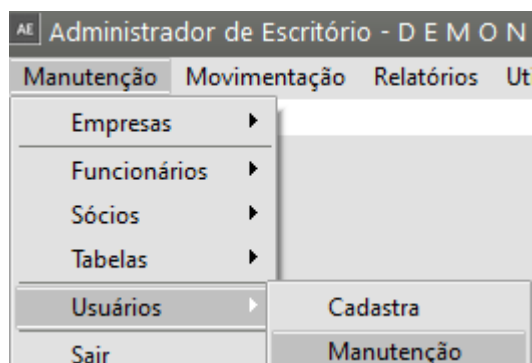 AE Administrador de Escritório - D E M O N
Manutenção Movimentação Relatórios Ut
Empresas
Funcionários
Sócios
Tabelas
Usuários Cadastra
Sair Manutenção